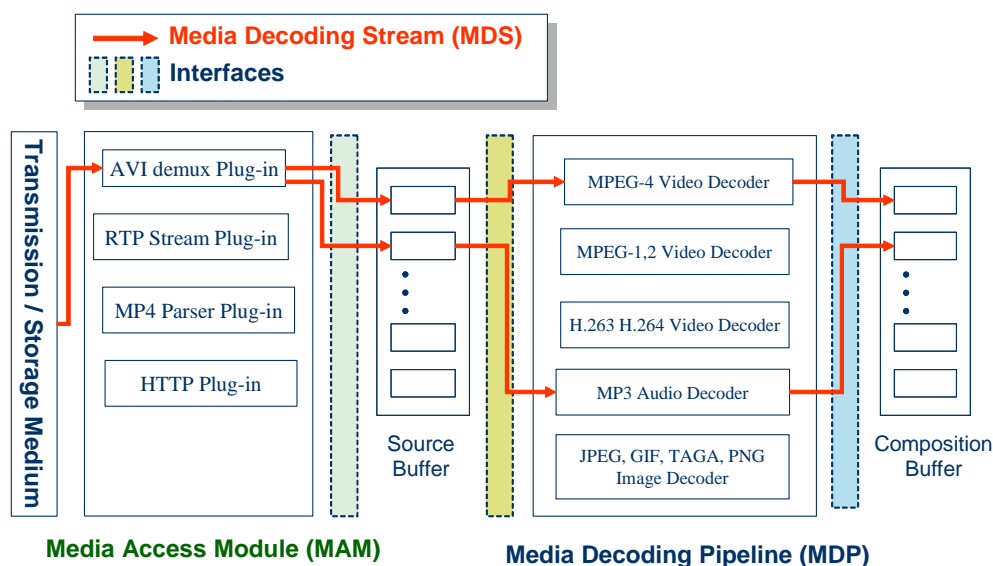 Media Decoding Stream (MDS)
Interfaces
Transmission / Storage Medium
AVI demux Plug-in
RTP Stream Plug-in
MP4 Parser Plug-in
HTTP Plug-in
Source
Buffer
MPEG-4 Video Decoder
MPEG-1,2 Video Decoder
H.263 H.264 Video Decoder
MP3 Audio Decoder
JPEG, GIF, TAGA, PNG
Image Decoder
Composition
Buffer
Media Access Module (MAM)
Media Decoding Pipeline (MDP)